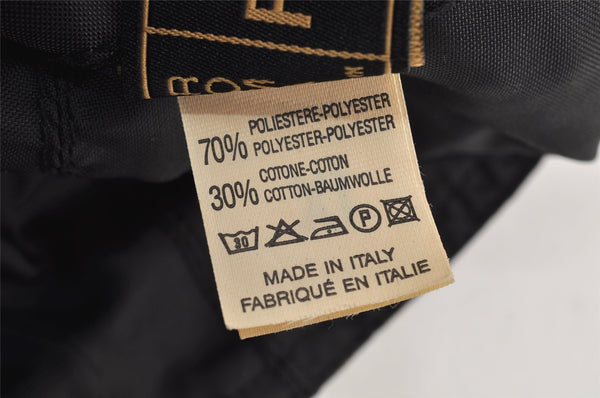 70% POLIESTERE-POLYESTER
POLYESTER-POLYESTER
30% COTONE-COTON
COTTON-BAUMWOLLE
30 P
MADE IN ITALY
FABRIQUÉ EN ITALIE